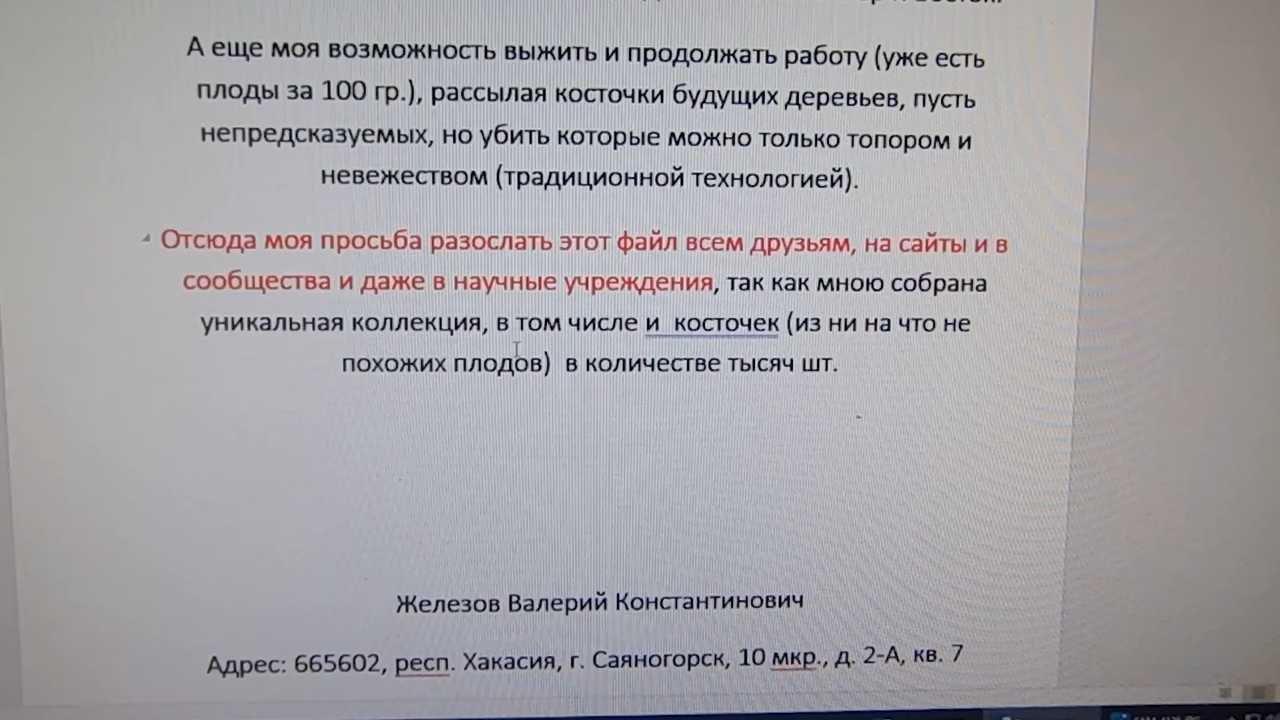 А еще моя возможность выжить и продолжать работу (уже есть
плоды за 100 гр.), рассылая косточки будущих деревьев, пусть
непредсказуемых, но убить которые можно только топором и
невежеством (традиционной технологией).
Отсюда моя просьба разослать этот файл всем друзьям, на сайты и в
сообщества и даже в научные учреждения, так как мною собрана
уникальная коллекция, в том числе и  косточек (из ни на что не
похожих плодов)  в количестве тысяч шт.
Железов Валерий Константинович
Адрес: 665602, респ. Хакасия, г. Саяногорск, 10 мкр., д. 2-А, кв. 7